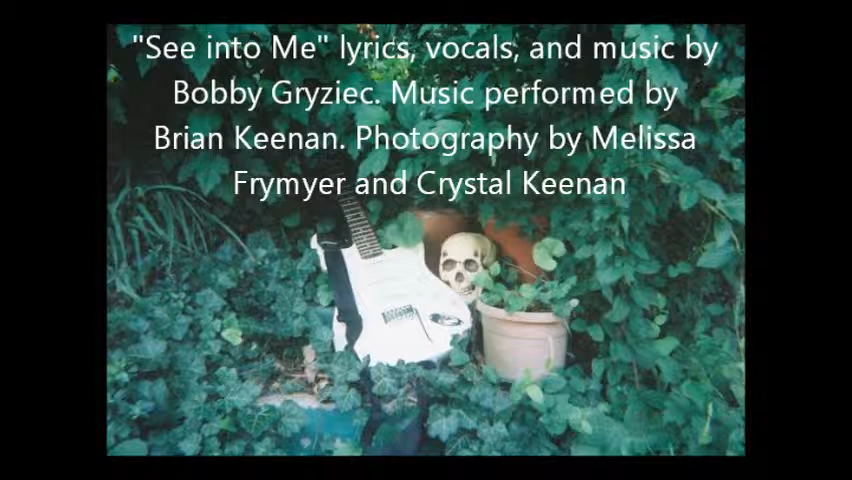 "See into Me" lyrics, vocals, and music by
Bobby Gryziec. Music performed by
Brian Keenan. Photography by Melissa
Frymyer and Crystal Keenan